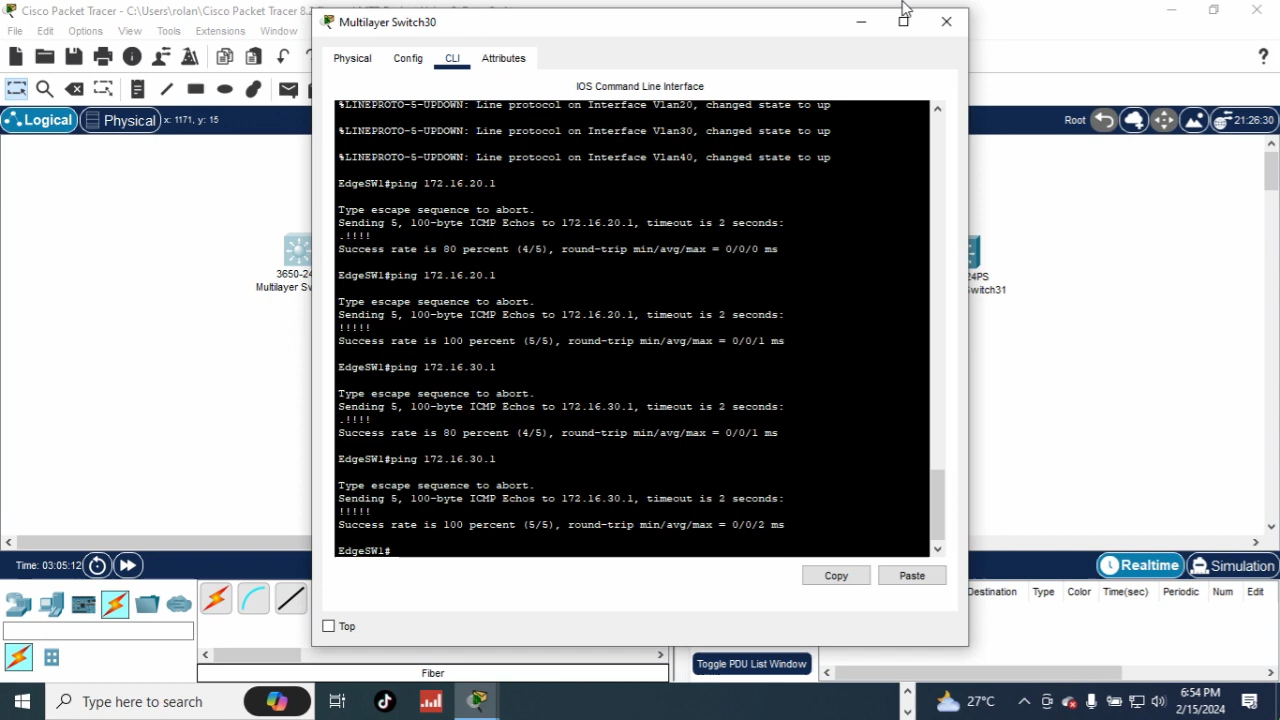 Cisco Packet Tracer - C:\Users\rolan\Cisco Packet Tracer 8.
Multilayer Switch30
File Edit Options View Tools Extensions Window
Physical Config CLI Attributes
IOS Command Line Interface
Logical Physical x: 1171, y: 15
Root 21:26:30
%LINEPROTO-5-UPDOWN: Line protocol on Interface Vlan20, changed state to up
%LINEPROTO-5-UPDOWN: Line protocol on Interface Vlan30, changed state to up
%LINEPROTO-5-UPDOWN: Line protocol on Interface Vlan40, changed state to up
EdgeSW1#ping 172.16.20.1
Type escape sequence to abort.
Sending 5, 100-byte ICMP Echos to 172.16.20.1, timeout is 2 seconds:
.!!!!
Success rate is 80 percent (4/5), round-trip min/avg/max = 0/0/0 ms
EdgeSW1#ping 172.16.20.1
Type escape sequence to abort.
Sending 5, 100-byte ICMP Echos to 172.16.20.1, timeout is 2 seconds:
!!!!!
Success rate is 100 percent (5/5), round-trip min/avg/max = 0/0/1 ms
EdgeSW1#ping 172.16.30.1
Type escape sequence to abort.
Sending 5, 100-byte ICMP Echos to 172.16.30.1, timeout is 2 seconds:
.!!!!
Success rate is 80 percent (4/5), round-trip min/avg/max = 0/0/1 ms
EdgeSW1#ping 172.16.30.1
Type escape sequence to abort.
Sending 5, 100-byte ICMP Echos to 172.16.30.1, timeout is 2 seconds:
!!!!!
Success rate is 100 percent (5/5), round-trip min/avg/max = 0/0/2 ms
EdgeSW1#
3650-24
Multilayer Sw
24PS
witch31
Copy Paste
Top
Time: 03:05:12
Realtime Simulation
Destination Type Color Time(sec) Periodic Num Edit
Toggle PDU List Window
Fiber
Type here to search
27°C
6:54 PM
2/15/2024